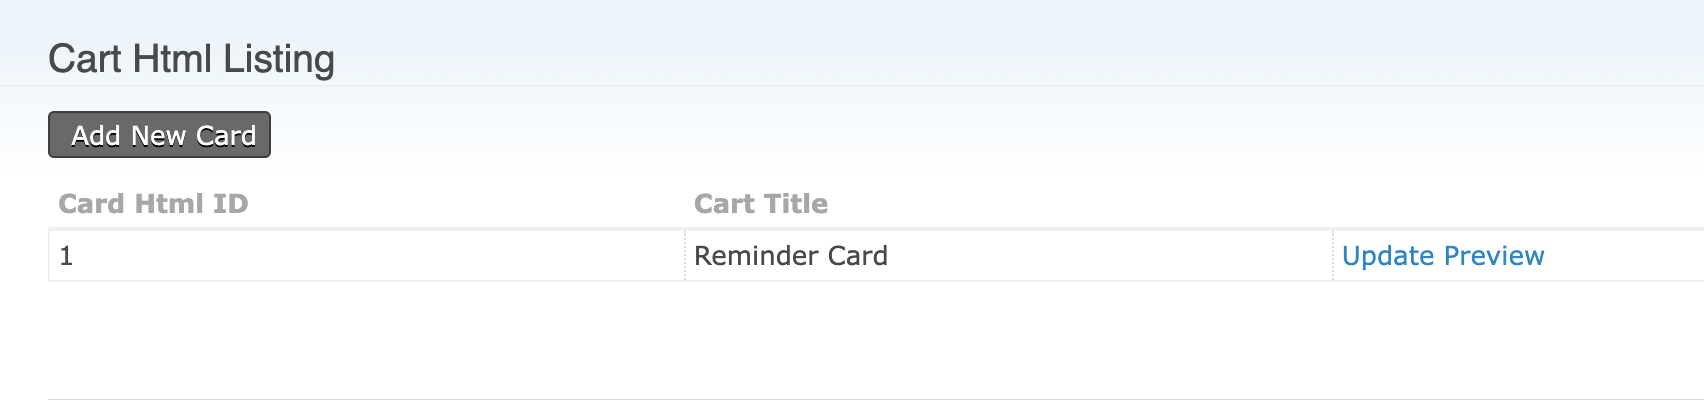 Cart Html Listing
Add New Card
Card Html ID Cart Title
1 Reminder Card Update Preview